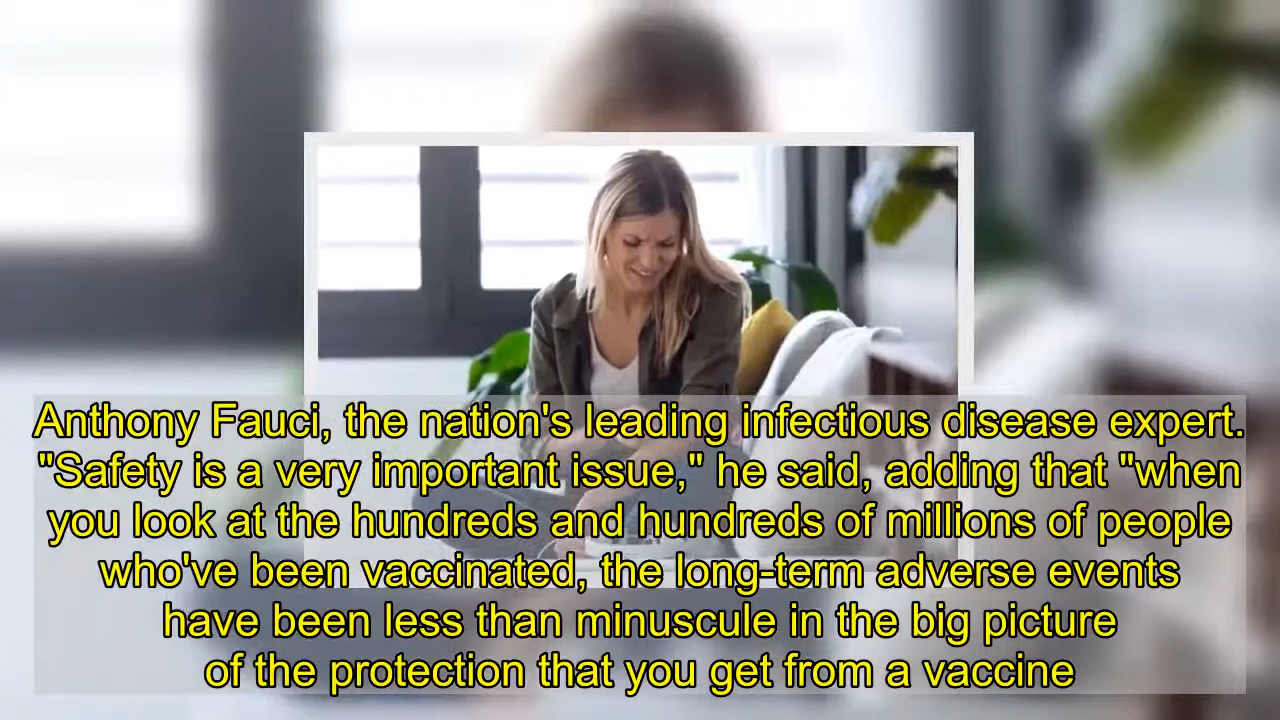 Anthony Fauci, the nation's leading infectious disease expert.
"Safety is a very important issue," he said, adding that "when
you look at the hundreds and hundreds of millions of people
who've been vaccinated, the long-term adverse events
have been less than minuscule in the big picture
of the protection that you get from a vaccine